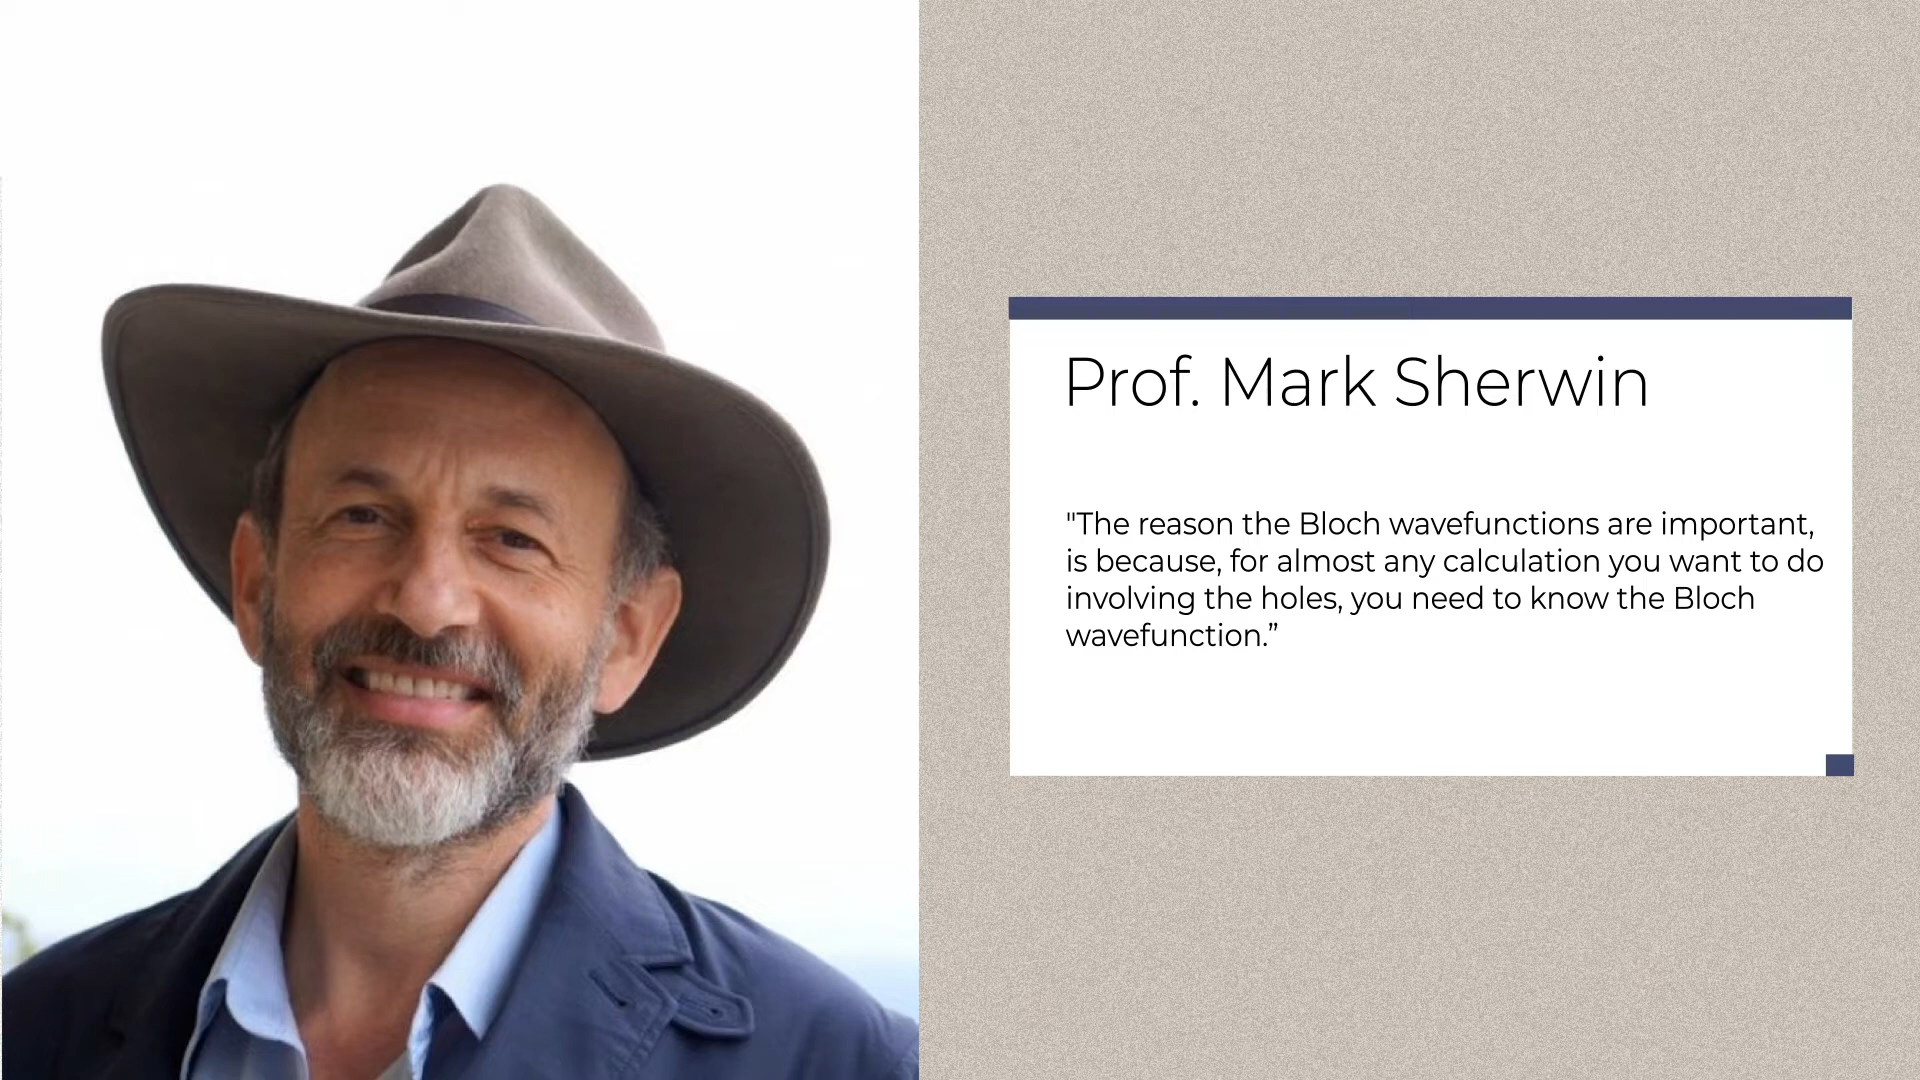 Prof. Mark Sherwin
"The reason the Bloch wavefunctions are important,
is because, for almost any calculation you want to do
involving the holes, you need to know the Bloch
wavefunction.”